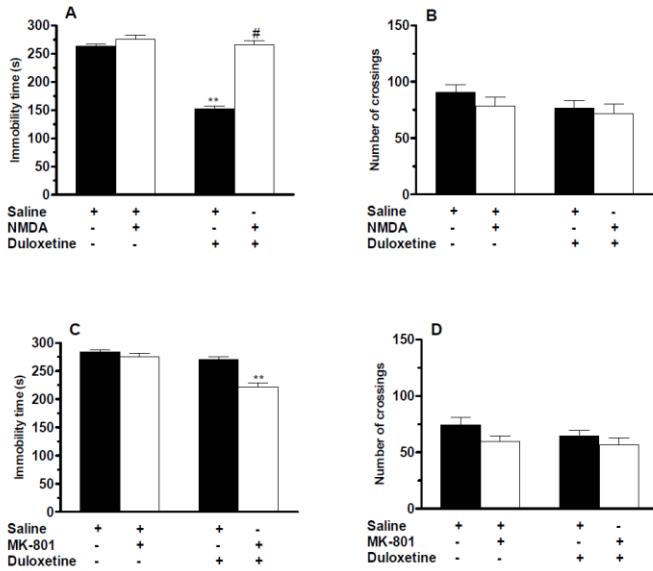 A
Immobility time (s)
300
250
200
150
100
50
0
**
#
Saline + + + -
NMDA - + - +
Duloxetine - - + +
B
Number of crossings
150
100
50
0
Saline + + + -
NMDA - + - +
Duloxetine - - + +
C
Immobility time (s)
300
250
200
150
100
50
0
**
Saline + + + -
MK-801 - + - +
Duloxetine - - + +
D
Number of crossings
150
100
50
0
Saline + + + -
MK-801 - + - +
Duloxetine - - + +